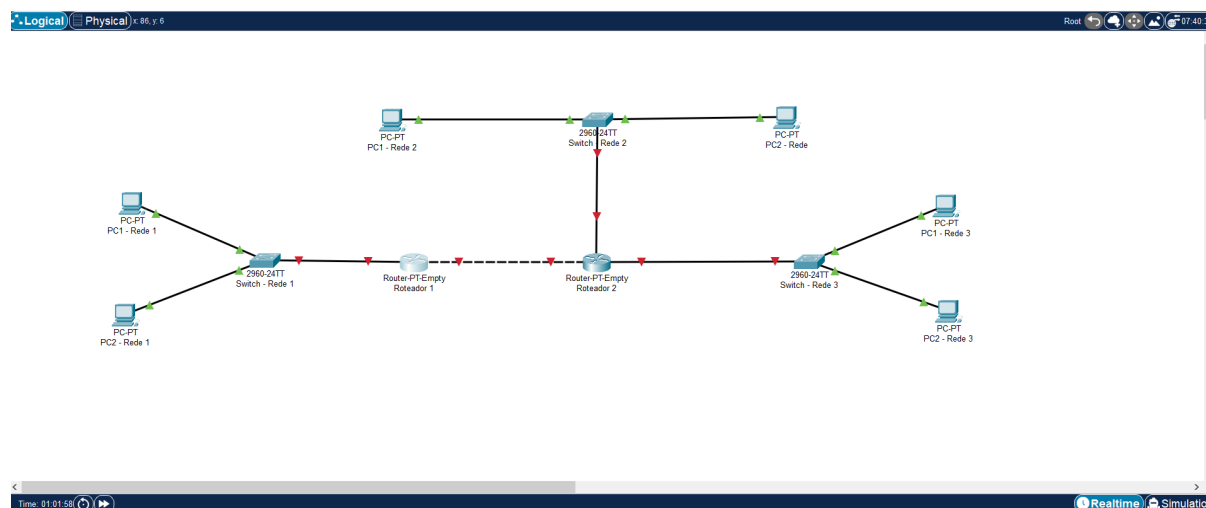 Logical Physical x: 86, y: 6 Root 07:40:
PC-PT
PC1 - Rede 2
2960-24TT
Switch - Rede 2
PC-PT
PC2 - Rede
PC-PT
PC1 - Rede 1
PC-PT
PC1 - Rede 3
2960-24TT
Switch - Rede 1
Router-PT-Empty
Roteador 1
Router-PT-Empty
Roteador 2
2960-24TT
Switch - Rede 3
PC-PT
PC2 - Rede 1
PC-PT
PC2 - Rede 3
Time: 01:01:58 Realtime Simulatio